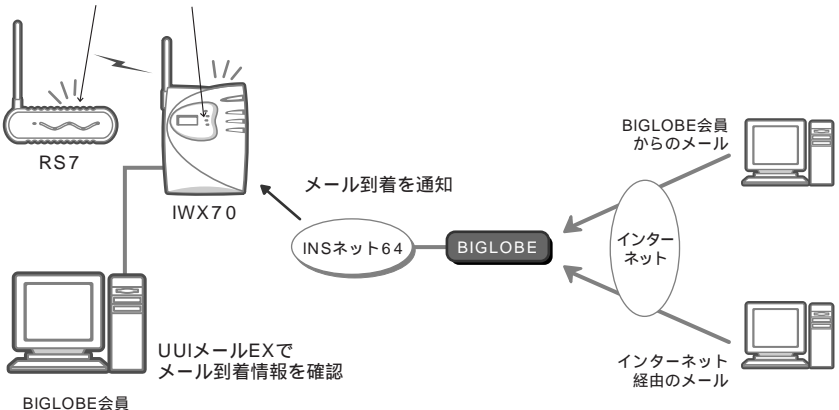 RS7
IWX70
メール到着を通知
INSネット64
BIGLOBE
BIGLOBE会員
からのメール
インター
ネット
インターネット
経由のメール
UUIメールEXで
メール到着情報を確認
BIGLOBE会員